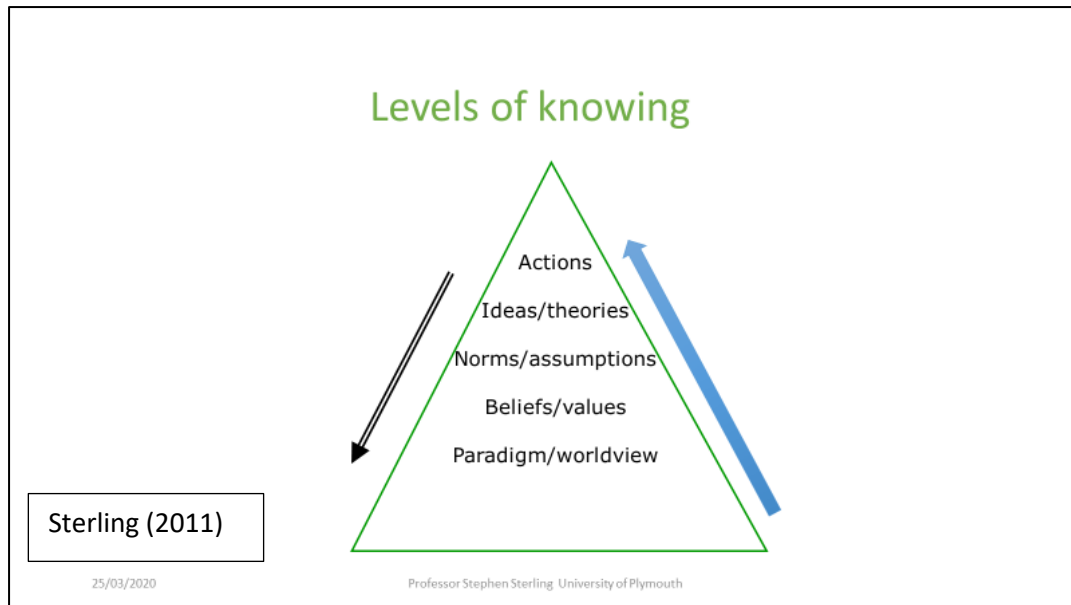 Levels of knowing
Actions
Ideas/theories
Norms/assumptions
Beliefs/values
Paradigm/worldview
Sterling (2011)
25/03/2020
Professor Stephen Sterling University of Plymouth